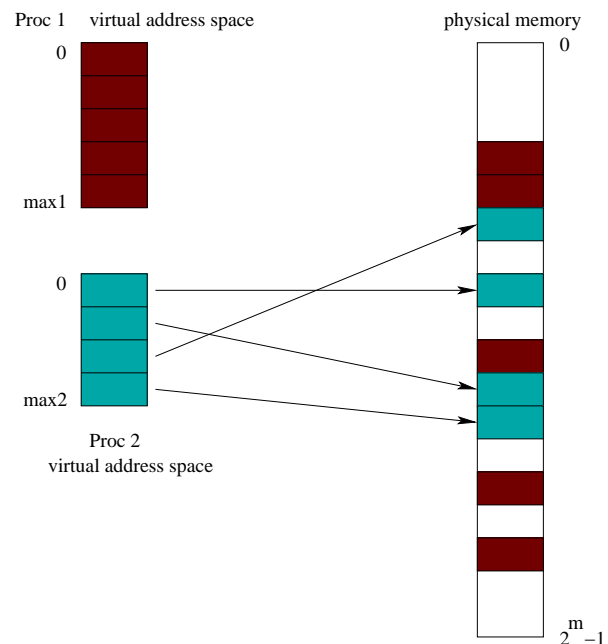 Proc 1 virtual address space
physical memory
0
0
max1
0
max2
Proc 2
virtual address space
2^m −1